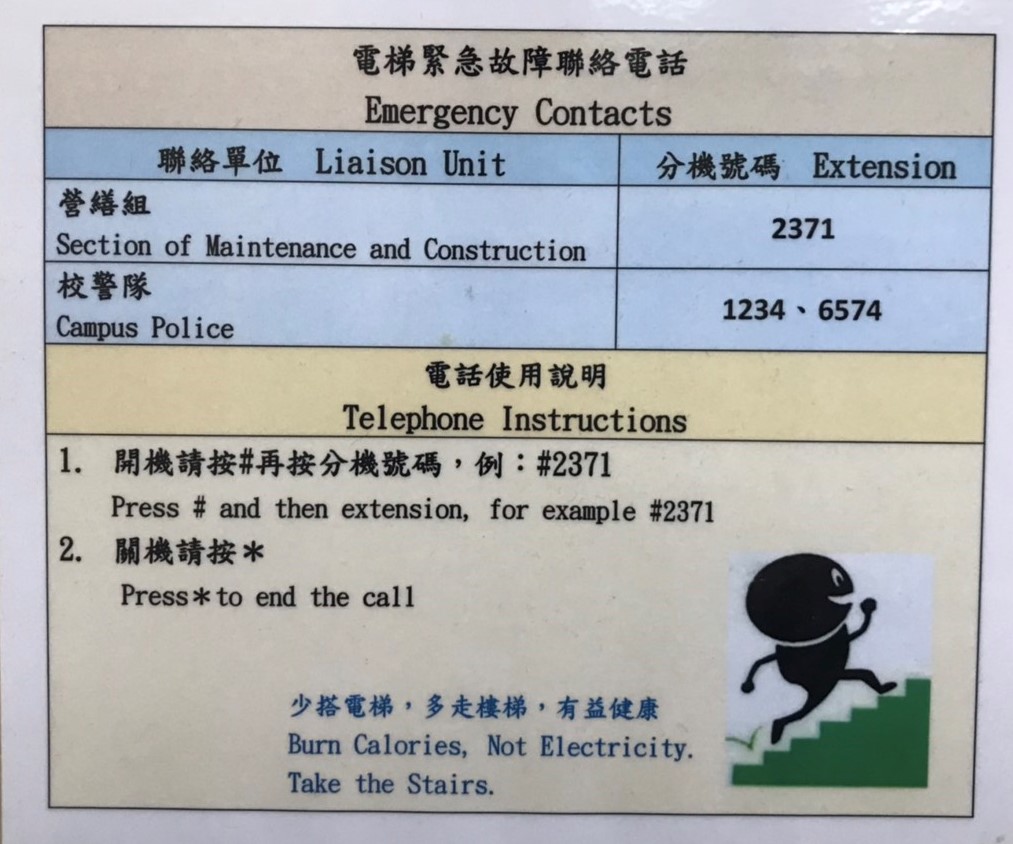 電梯緊急故障聯絡電話
Emergency Contacts
聯絡單位 Liaison Unit 分機號碼 Extension
營繕組
Section of Maintenance and Construction
2371
校警隊
Campus Police
1234、6574
電話使用說明
Telephone Instructions
1. 開機請按#再按分機號碼，例：#2371
Press # and then extension, for example #2371
2. 關機請按＊
Press＊to end the call
少搭電梯，多走樓梯，有益健康
Burn Calories, Not Electricity.
Take the Stairs.